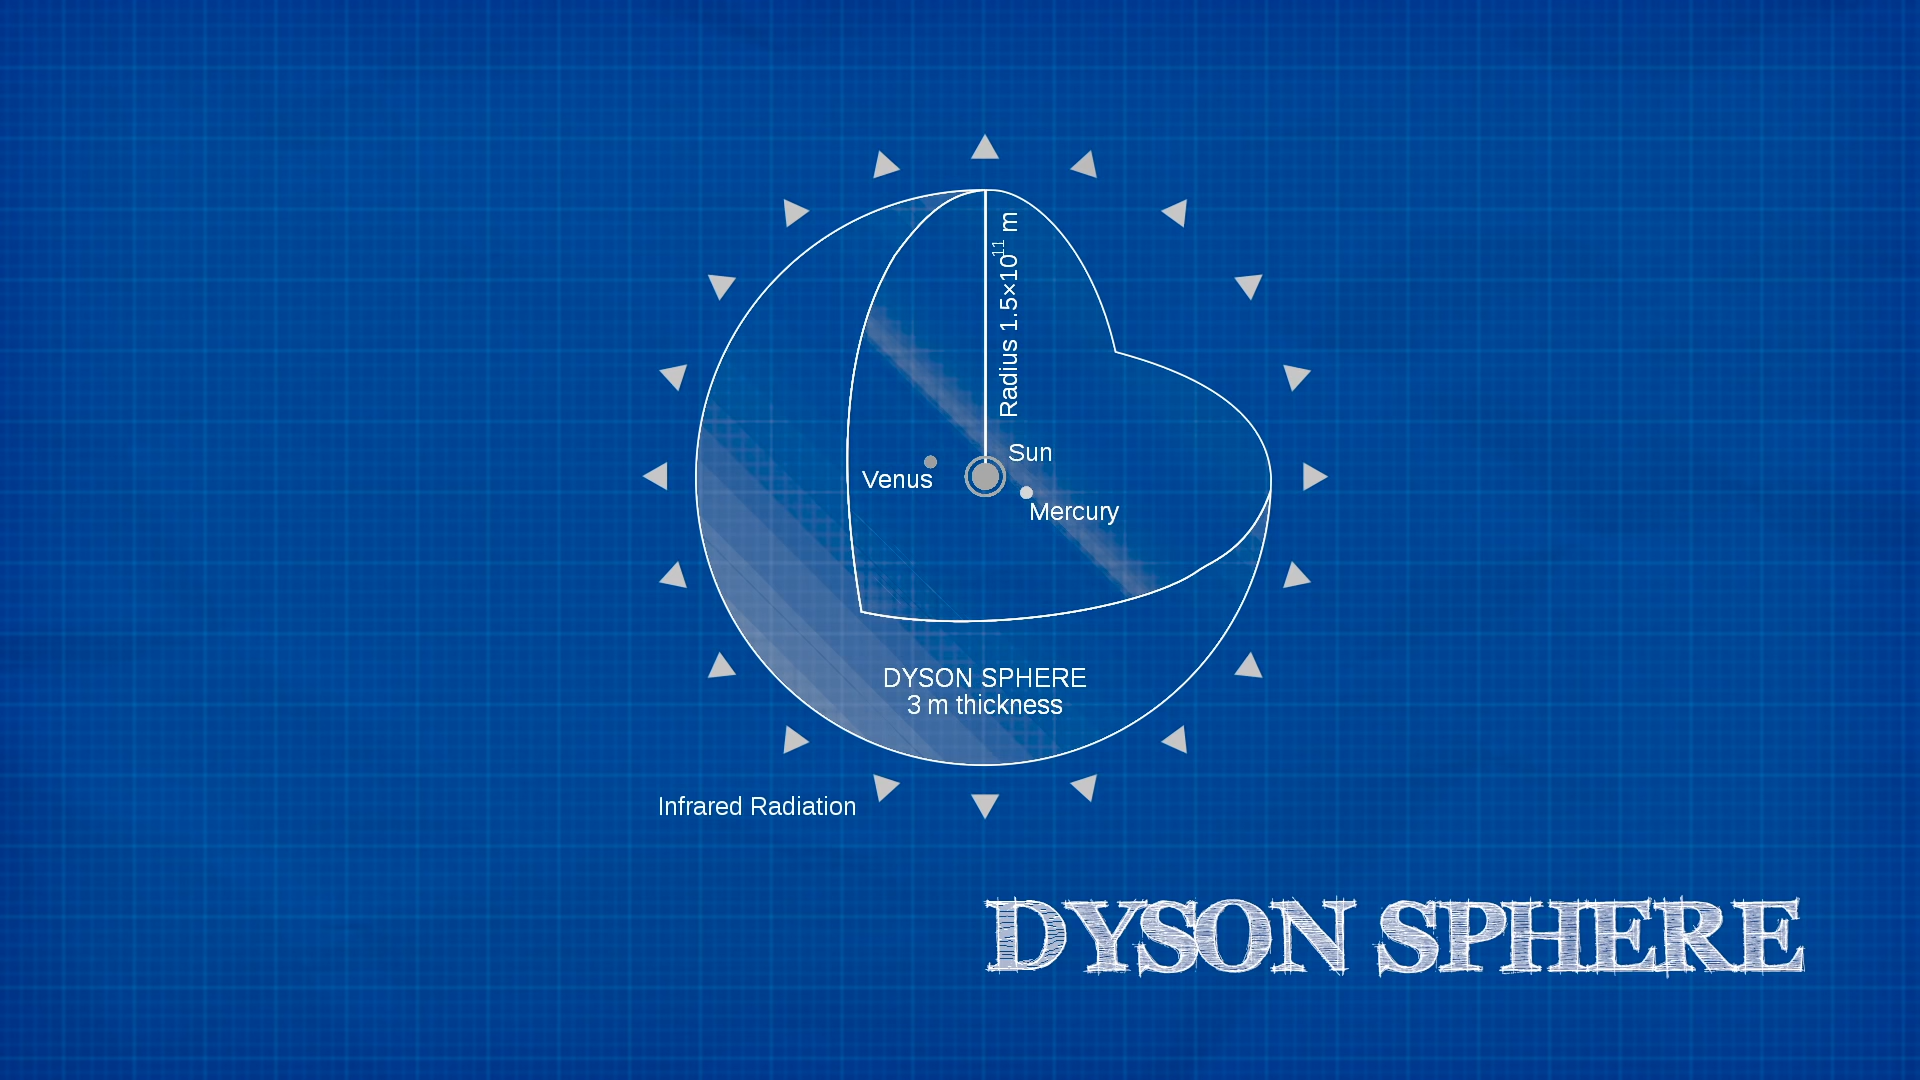 Radius 1.5×10¹¹ m
Sun
Venus
Mercury
DYSON SPHERE
3 m thickness
Infrared Radiation
DYSON SPHERE